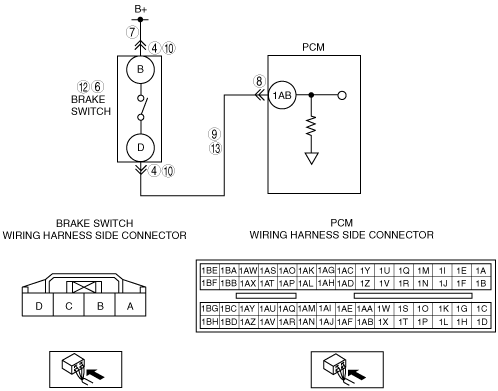 B+
⑦
④ ⑩
B
⑫ ⑥
BRAKE
SWITCH
D
④ ⑩
⑨
⑬
⑧
PCM
1AB
BRAKE SWITCH
WIRING HARNESS SIDE CONNECTOR
D C B A
PCM
WIRING HARNESS SIDE CONNECTOR
1BE 1BA 1AW 1AS 1AO 1AK 1AG 1AC 1Y 1U 1Q 1M 1I 1E 1A
1BF 1BB 1AX 1AT 1AP 1AL 1AH 1AD 1Z 1V 1R 1N 1J 1F 1B
1BG 1BC 1AY 1AU 1AQ 1AM 1AI 1AE 1AA 1W 1S 1O 1K 1G 1C
1BH 1BD 1AZ 1AV 1AR 1AN 1AJ 1AF 1AB 1X 1T 1P 1L 1H 1D